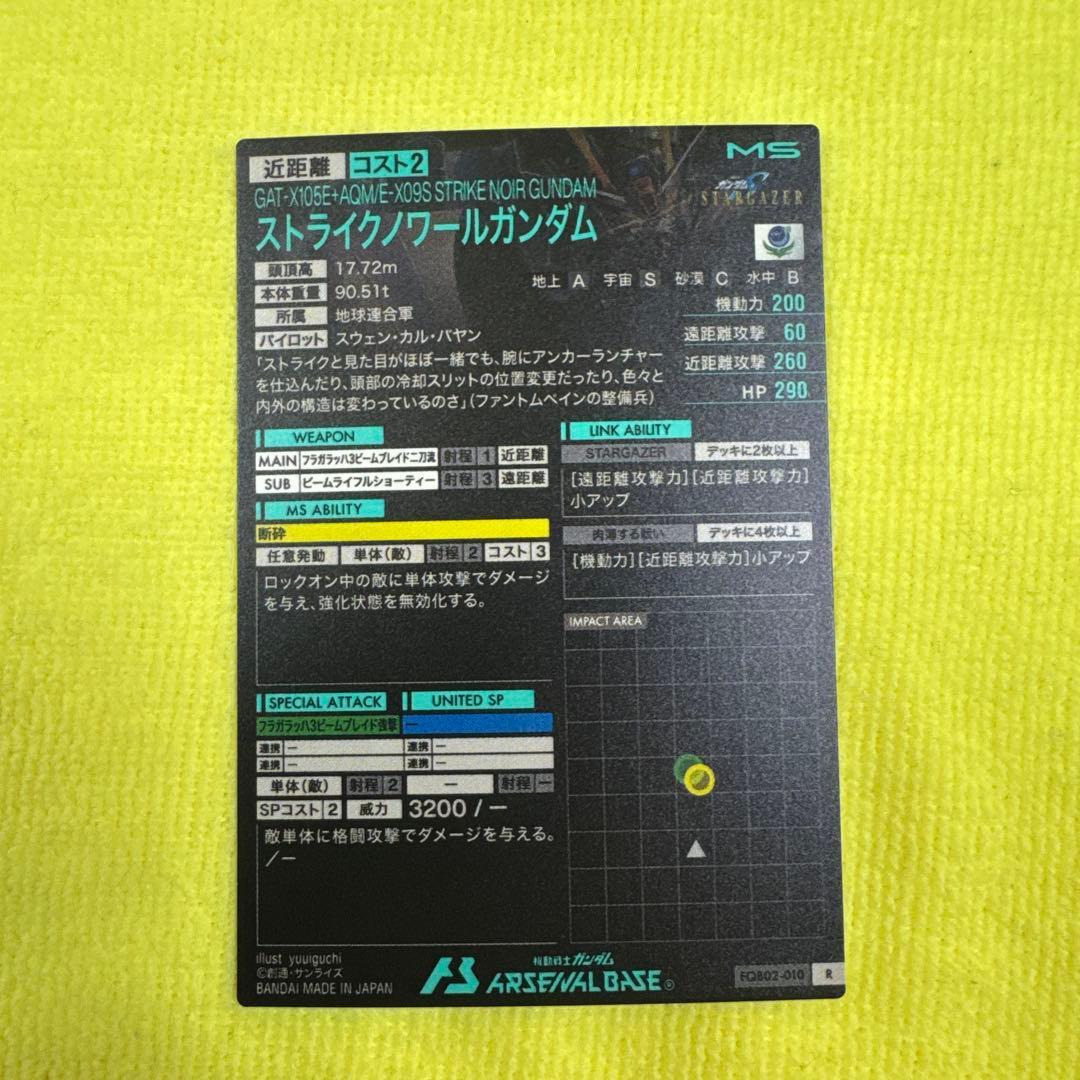 近距離 コスト2
MS
GAT-X105E+AQM/E-X09S STRIKE NOIR GUNDAM
ガンダム STARGAZER
ストライクノワールガンダム
頭頂高 17.72m
本体重量 90.51t
所属 地球連合軍
パイロット スウェン・カル・バヤン
地上 A 宇宙 S 砂漠 C 水中 B
機動力 200
遠距離攻撃 60
近距離攻撃 260
HP 290
「ストライクと見た目がほぼ一緒でも、腕にアンカーランチャー
を仕込んだり、頭部の冷却スリットの位置変更だったり、色々と
内外の構造は変わっているのさ」(ファントムペインの整備兵)
WEAPON
MAIN フラガラッハ3ビームブレイド二刀流 射程 1 近距離
SUB ビームライフルショーティー 射程 3 遠距離
MS ABILITY
断砕
任意発動 単体(敵) 射程 2 コスト 3
ロックオン中の敵に単体攻撃でダメージ
を与え、強化状態を無効化する。
LINK ABILITY
STARGAZER デッキに2枚以上
[遠距離攻撃力][近距離攻撃力]
小アップ
肉薄する戦い デッキに4枚以上
[機動力][近距離攻撃力]小アップ
IMPACT AREA
SPECIAL ATTACK UNITED SP
フラガラッハ3ビームブレイド強撃 —
連携 — 連携 —
連携 — 連携 —
単体(敵) 射程 2 — 射程 —
SPコスト 2 威力 3200 / —
敵単体に格闘攻撃でダメージを与える。
/—
illust yuuiguchi
©創通・サンライズ
BANDAI MADE IN JAPAN
AB 機動戦士ガンダム
ARSENAL BASE®
EQB02-010 R